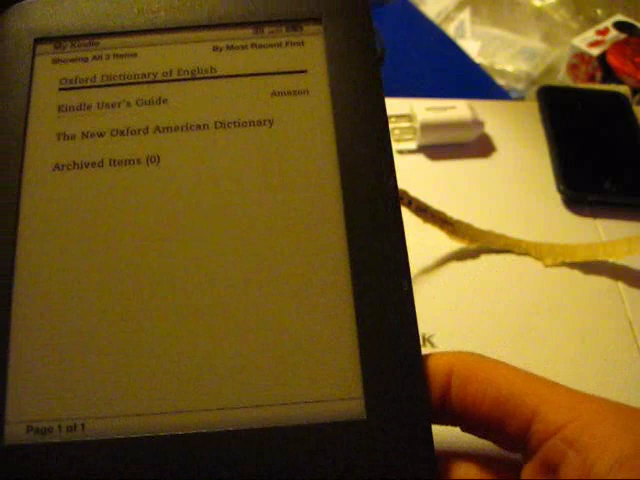 My Kindle
Showing All 3 Items By Most Recent First
Oxford Dictionary of English
Kindle User's Guide Amazon
The New Oxford American Dictionary
Archived Items (0)
Page 1 of 1
K